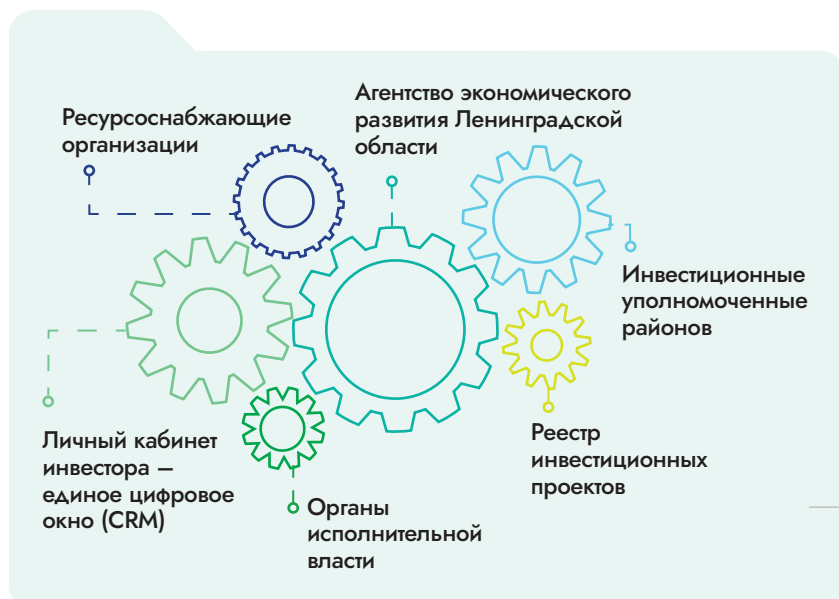 Ресурсоснабжающие
организации
Агентство экономического
развития Ленинградской
области
Инвестиционные
уполномоченные
районов
Личный кабинет
инвестора –
единое цифровое
окно (CRM)
Реестр
инвестиционных
проектов
Органы
исполнительной
власти